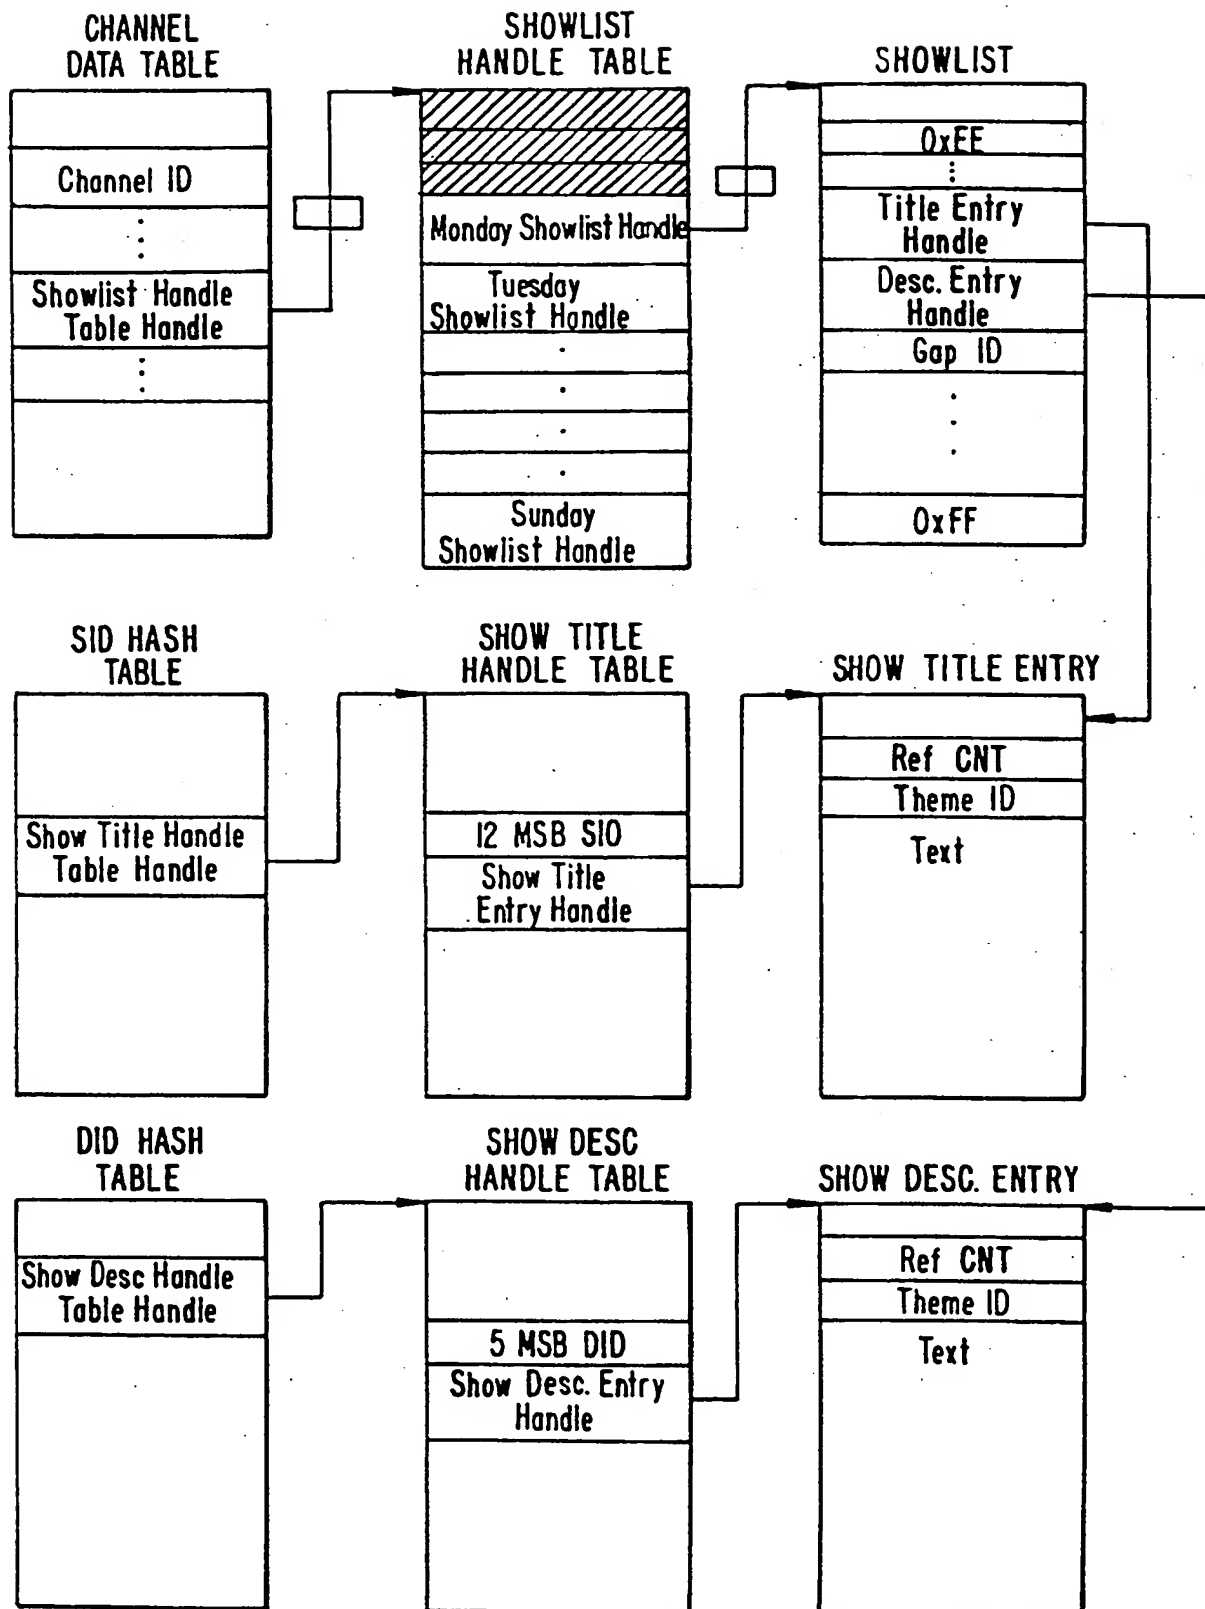 CHANNEL
DATA TABLE
Channel ID
Showlist Handle
Table Handle
SHOWLIST
HANDLE TABLE
Monday Showlist Handle
Tuesday
Showlist Handle
Sunday
Showlist Handle
SHOWLIST
0xFE
Title Entry
Handle
Desc. Entry
Handle
Gap ID
0xFF
SID HASH
TABLE
Show Title Handle
Table Handle
SHOW TITLE
HANDLE TABLE
12 MSB SIO
Show Title
Entry Handle
SHOW TITLE ENTRY
Ref CNT
Theme ID
Text
DID HASH
TABLE
Show Desc Handle
Table Handle
SHOW DESC
HANDLE TABLE
5 MSB DID
Show Desc. Entry
Handle
SHOW DESC. ENTRY
Ref CNT
Theme ID
Text